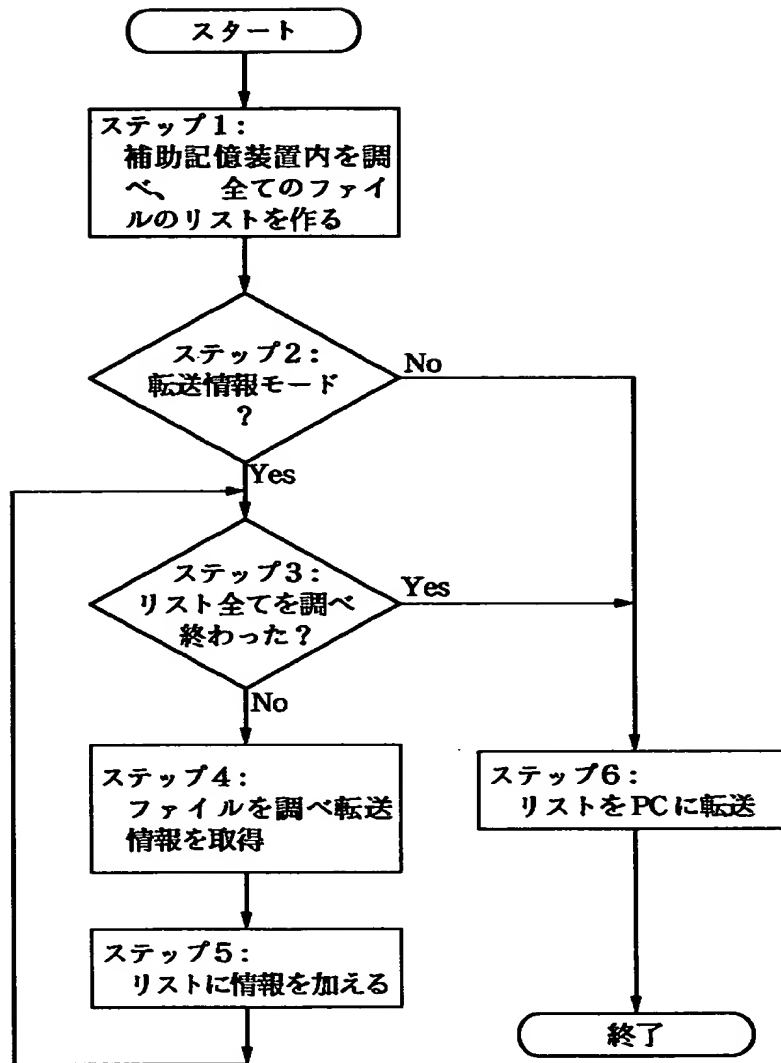 スタート
ステップ1:
補助記憶装置内を調
べ、 全てのファイ
ルのリストを作る
ステップ2:
転送情報モード
?
No
Yes
ステップ3:
リスト全てを調べ
終わった?
Yes
No
ステップ4:
ファイルを調べ転送
情報を取得
ステップ5:
リストに情報を加える
ステップ6:
リストをPCに転送
終了